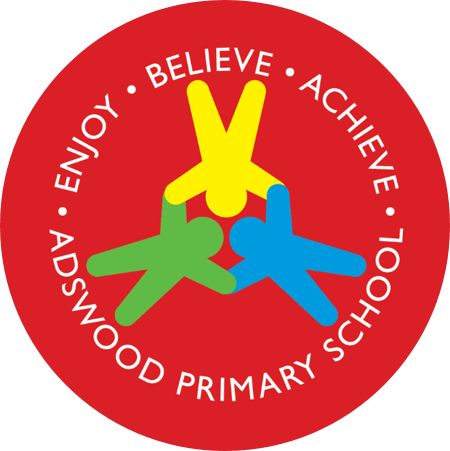 • ENJOY • BELIEVE • ACHIEVE •
ADSWOOD PRIMARY SCHOOL